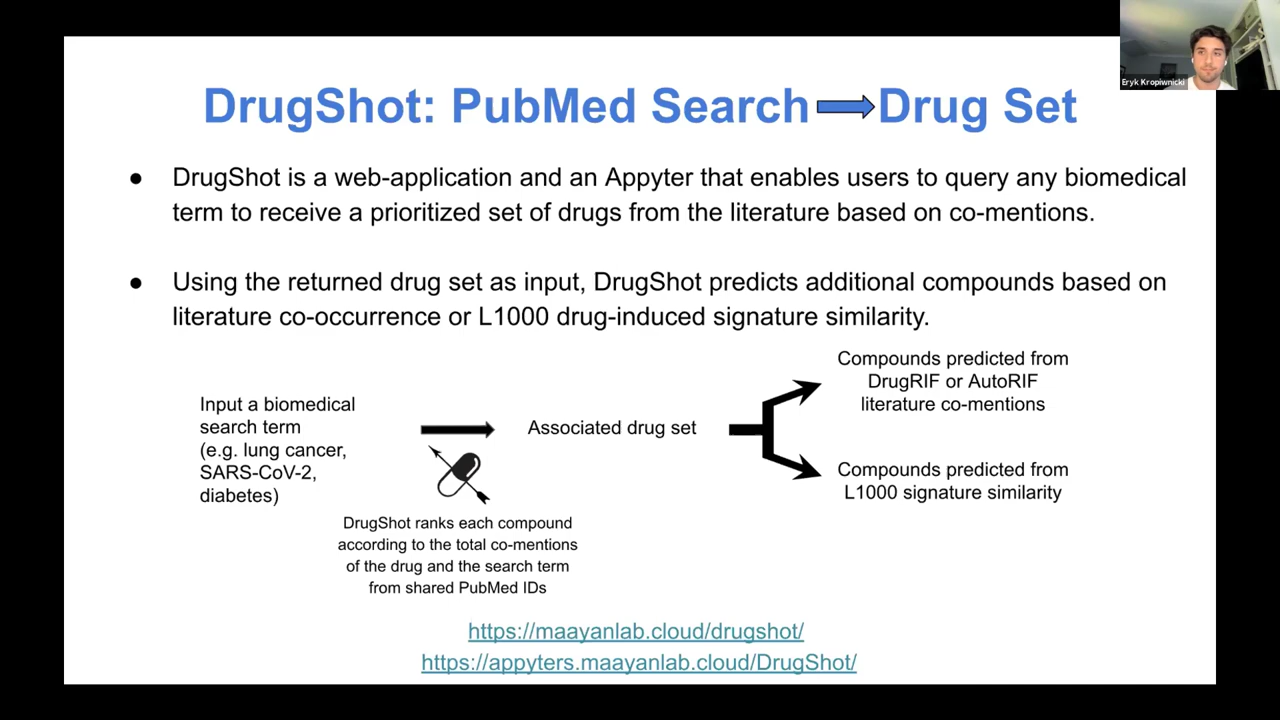 Eryk Kropiwnicki
DrugShot: PubMed Search Drug Set
● DrugShot is a web-application and an Appyter that enables users to query any biomedical
term to receive a prioritized set of drugs from the literature based on co-mentions.
● Using the returned drug set as input, DrugShot predicts additional compounds based on
literature co-occurrence or L1000 drug-induced signature similarity.
Input a biomedical
search term
(e.g. lung cancer,
SARS-CoV-2,
diabetes)
DrugShot ranks each compound
according to the total co-mentions
of the drug and the search term
from shared PubMed IDs
Associated drug set
Compounds predicted from
DrugRIF or AutoRIF
literature co-mentions
Compounds predicted from
L1000 signature similarity
https://maayanlab.cloud/drugshot/
https://appyters.maayanlab.cloud/DrugShot/